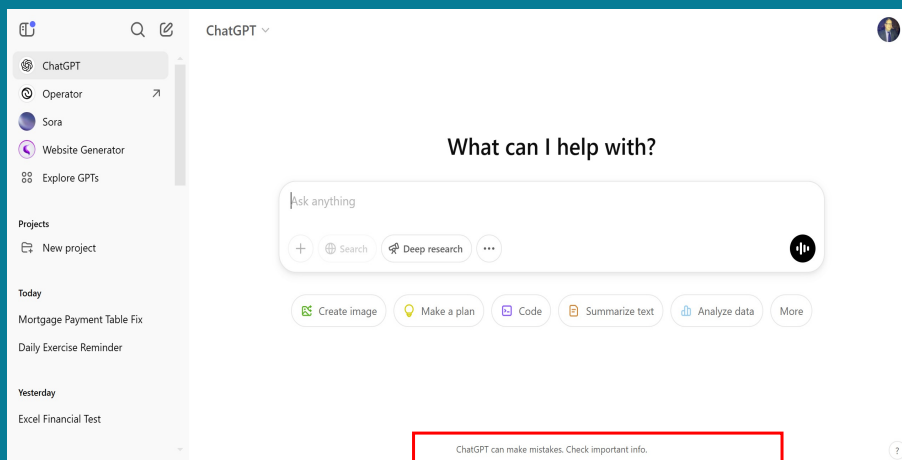 ChatGPT
ChatGPT
Operator
Sora
Website Generator
Explore GPTs
Projects
New project
Today
Mortgage Payment Table Fix
Daily Exercise Reminder
Yesterday
Excel Financial Test
What can I help with?
Ask anything
Search
Deep research
Create image
Make a plan
Code
Summarize text
Analyze data
More
ChatGPT can make mistakes. Check important info.
?